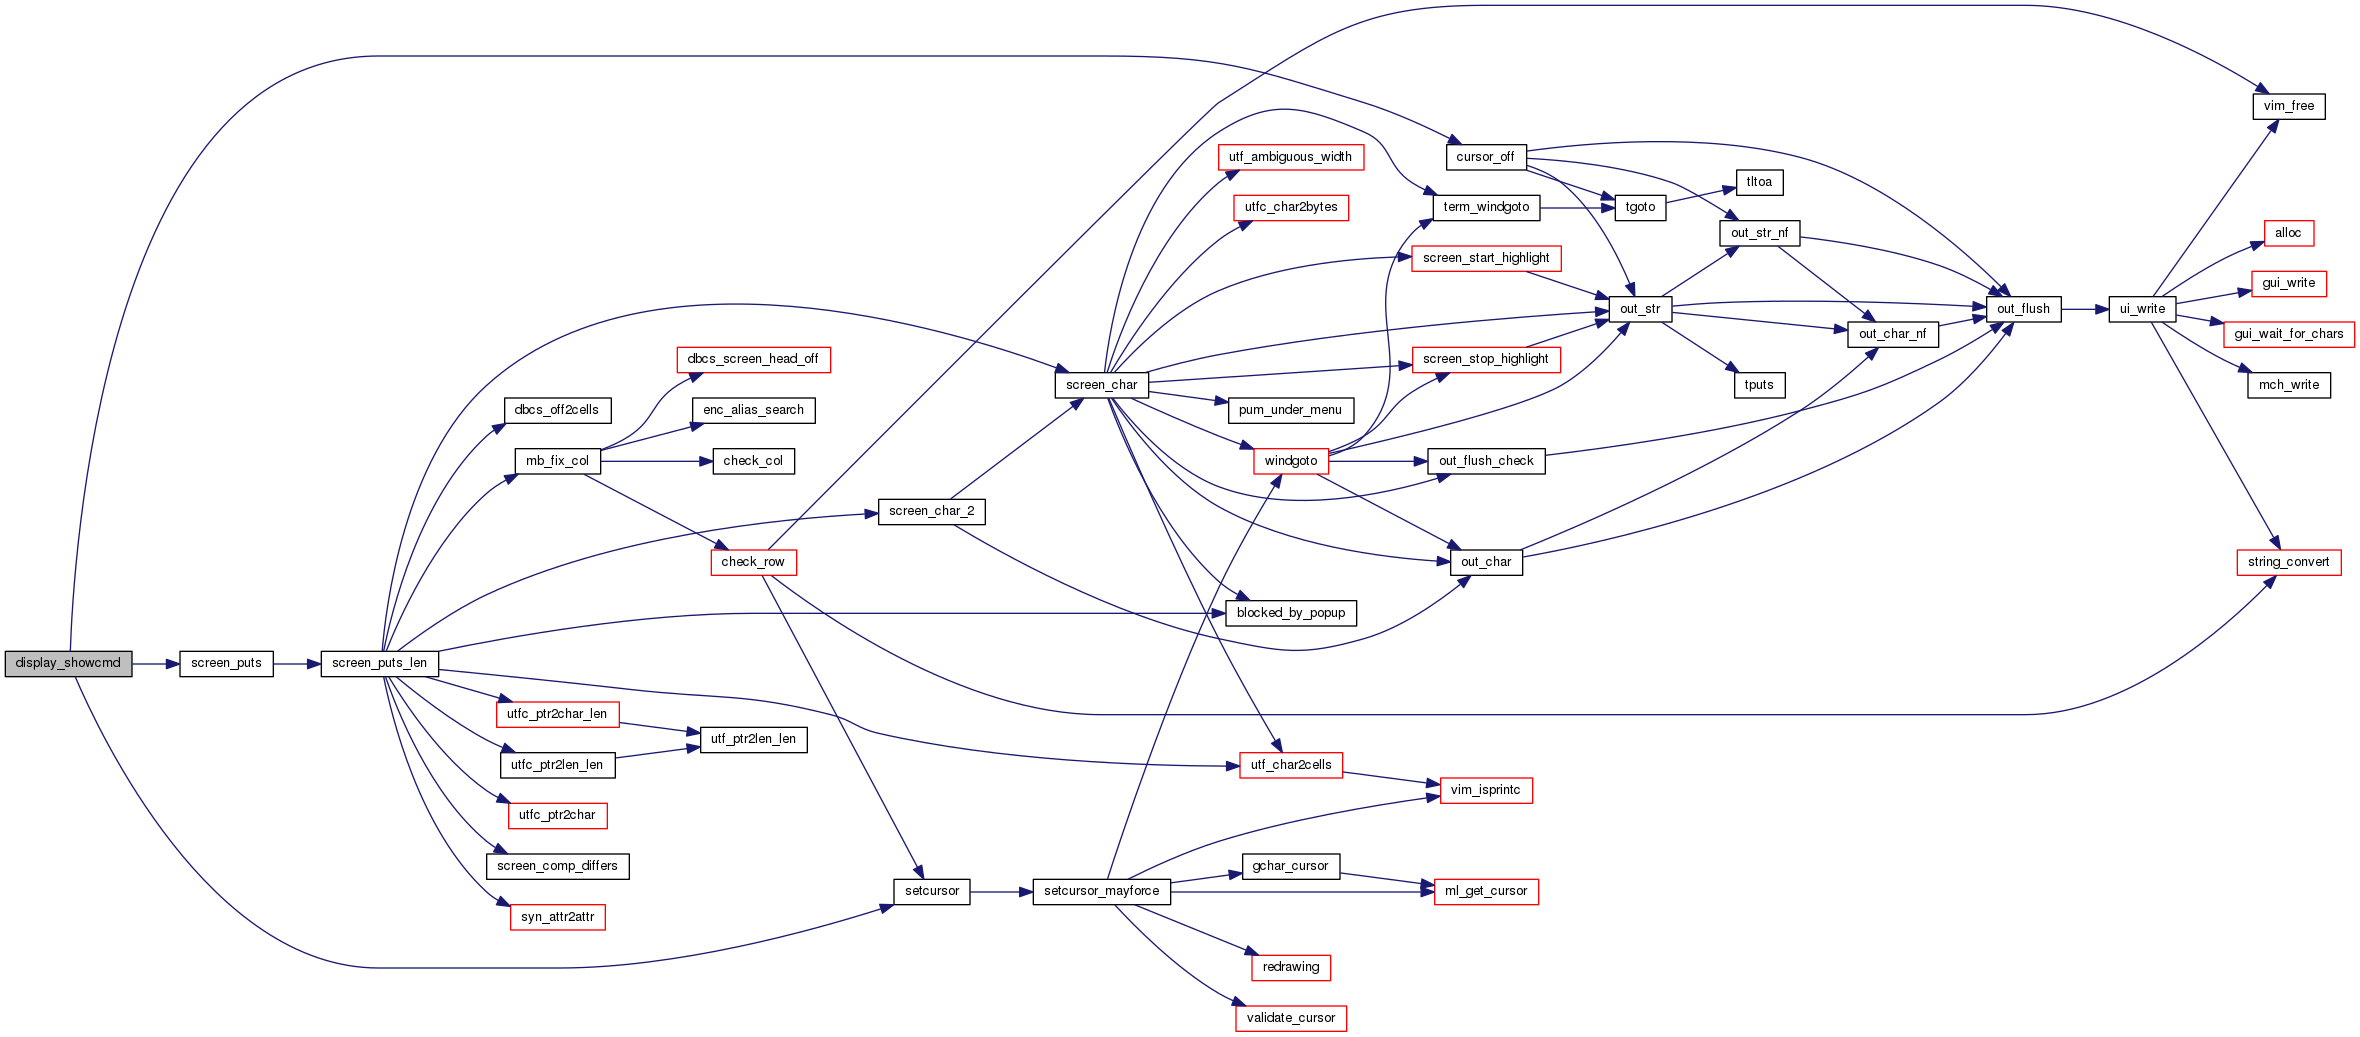 display_showcmd
screen_puts
screen_puts_len
dbcs_off2cells
mb_fix_col
dbcs_screen_head_off
enc_alias_search
check_col
check_row
utfc_ptr2char_len
utfc_ptr2len_len
utf_ptr2len_len
utfc_ptr2char
screen_comp_differs
syn_attr2attr
screen_char_2
setcursor
screen_char
setcursor_mayforce
utf_ambiguous_width
utfc_char2bytes
pum_under_menu
windgoto
blocked_by_popup
utf_char2cells
gchar_cursor
redrawing
validate_cursor
cursor_off
term_windgoto
screen_start_highlight
screen_stop_highlight
out_flush_check
out_char
vim_isprintc
ml_get_cursor
tgoto
out_str
tltoa
out_str_nf
tputs
out_char_nf
out_flush
ui_write
vim_free
alloc
gui_write
gui_wait_for_chars
mch_write
string_convert